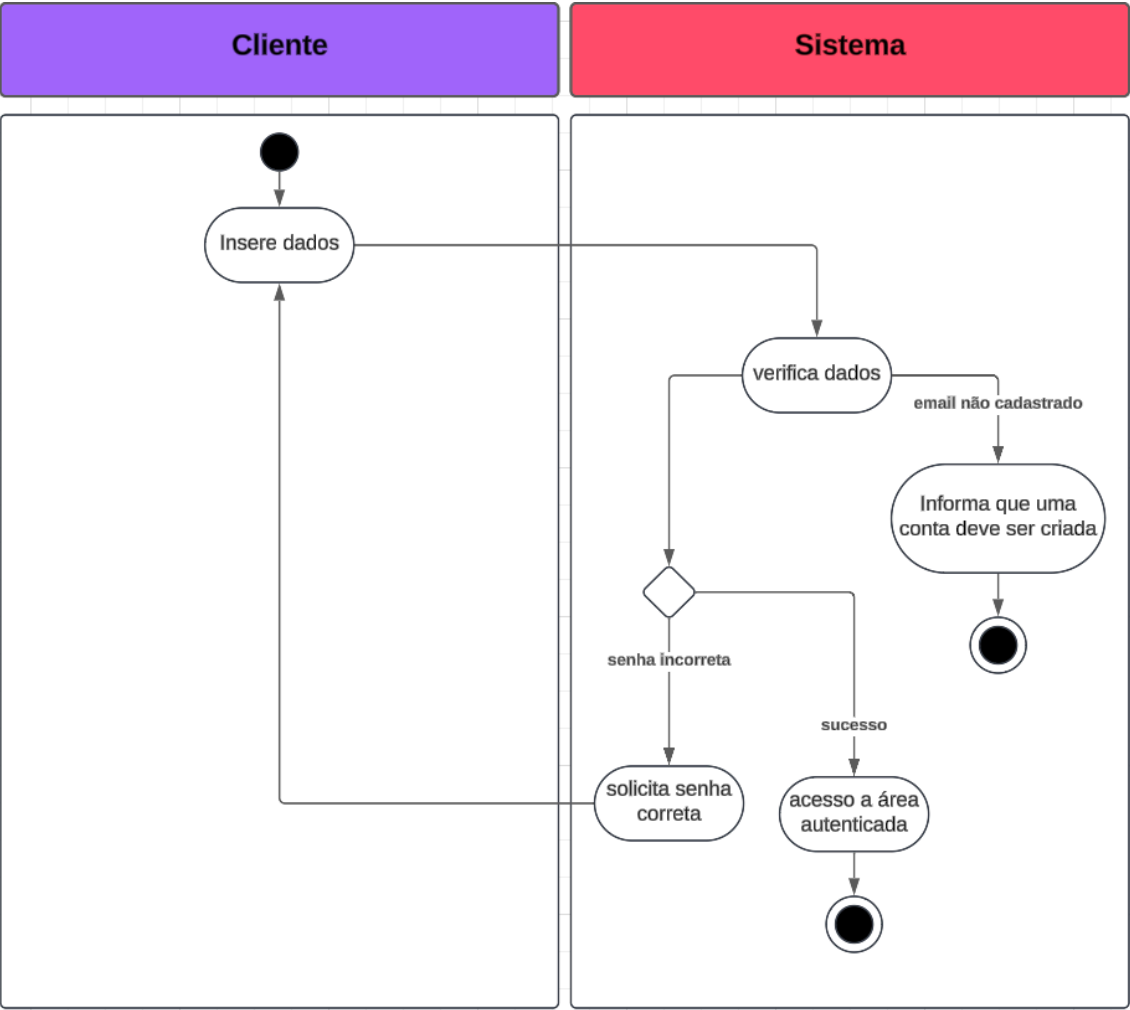 Cliente
Sistema
Insere dados
verifica dados
email não cadastrado
Informa que uma
conta deve ser criada
senha incorreta
sucesso
solicita senha
correta
acesso a área
autenticada